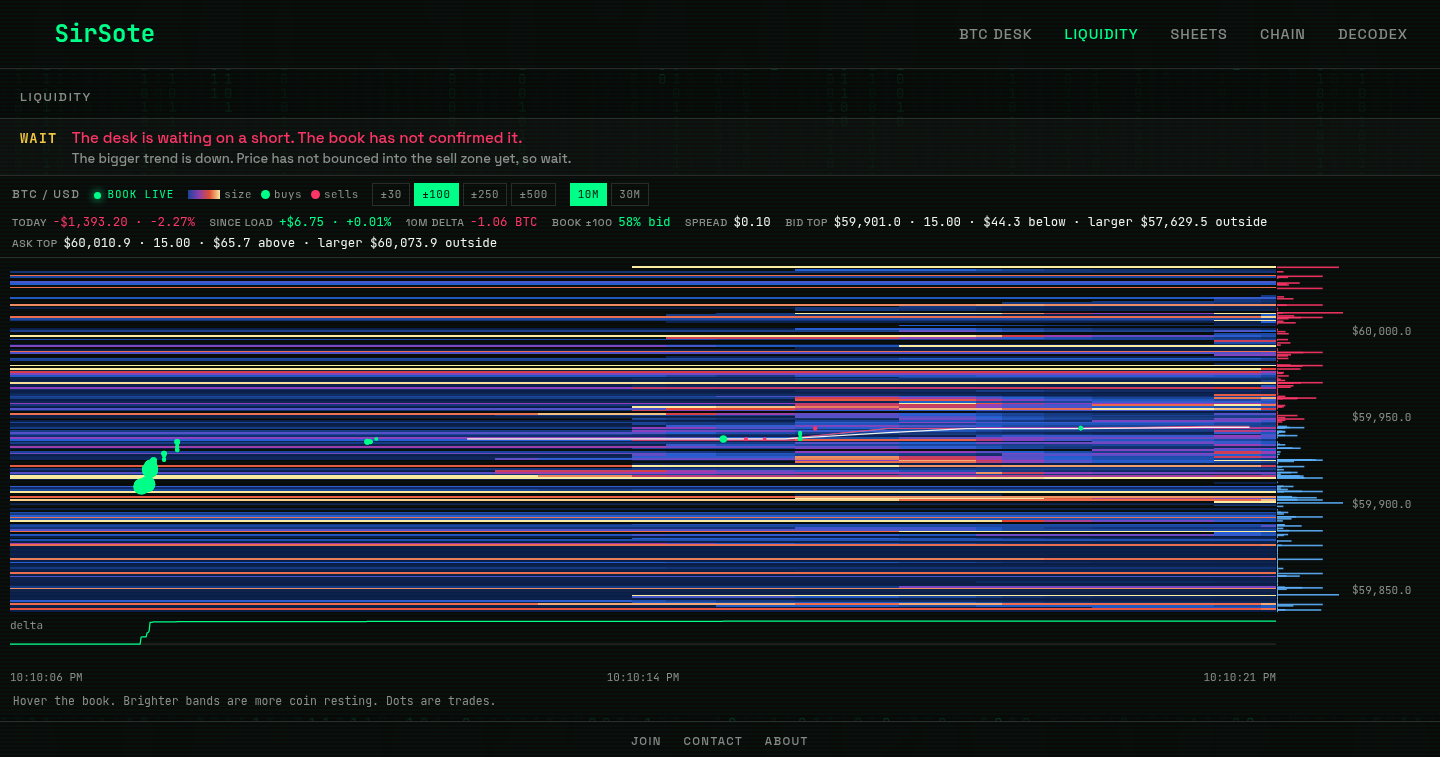 SirSote
BTC DESK LIQUIDITY SHEETS CHAIN DECODEX
LIQUIDITY
WAIT The desk is waiting on a short. The book has not confirmed it.
The bigger trend is down. Price has not bounced into the sell zone yet, so wait.
BTC / USD BOOK LIVE size buys sells ±30 ±100 ±250 ±500 10M 30M
TODAY -$1,393.20 · -2.27% SINCE LOAD +$6.75 · +0.01% 10M DELTA -1.06 BTC BOOK ±100 58% bid SPREAD $0.10 BID TOP $59,901.0 · 15.00 · $44.3 below · larger $57,629.5 outside
ASK TOP $60,010.9 · 15.00 · $65.7 above · larger $60,073.9 outside
$60,000.0
$59,950.0
$59,900.0
$59,850.0
delta
10:10:06 PM 10:10:14 PM 10:10:21 PM
Hover the book. Brighter bands are more coin resting. Dots are trades.
JOIN CONTACT ABOUT